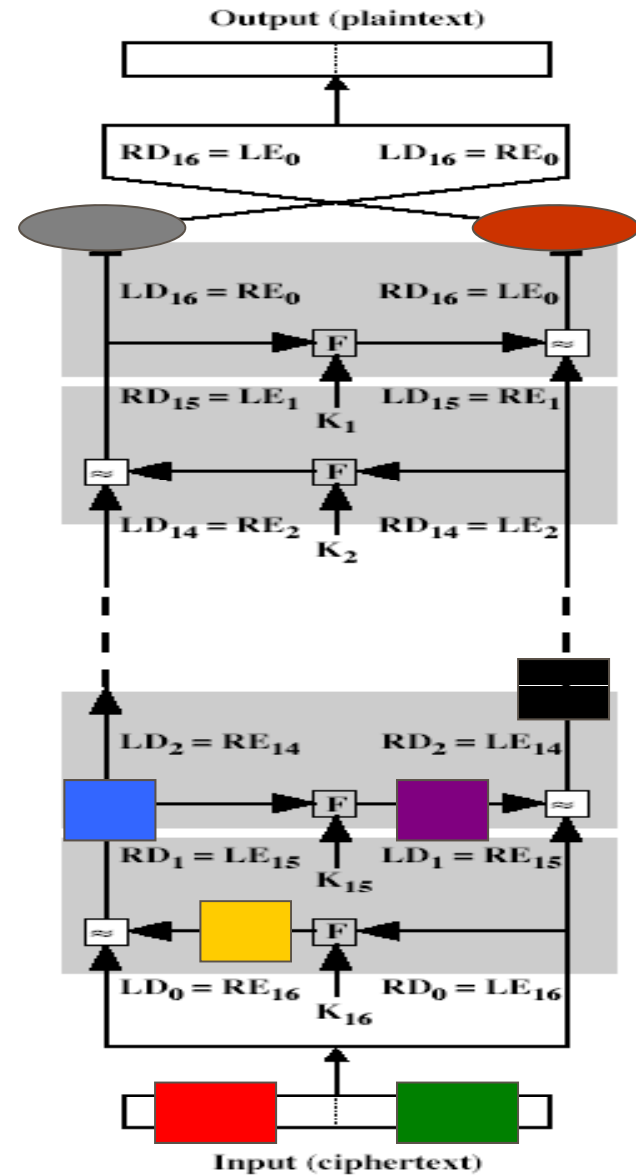 Output (plaintext)
RD₁₆ = LE₀ LD₁₆ = RE₀
LD₁₆ = RE₀ RD₁₆ = LE₀
F ≈
RD₁₅ = LE₁ LD₁₅ = RE₁
K₁
≈ F
LD₁₄ = RE₂ RD₁₄ = LE₂
K₂
LD₂ = RE₁₄ RD₂ = LE₁₄
F ≈
RD₁ = LE₁₅ LD₁ = RE₁₅
K₁₅
≈ F
LD₀ = RE₁₆ RD₀ = LE₁₆
K₁₆
Input (ciphertext)